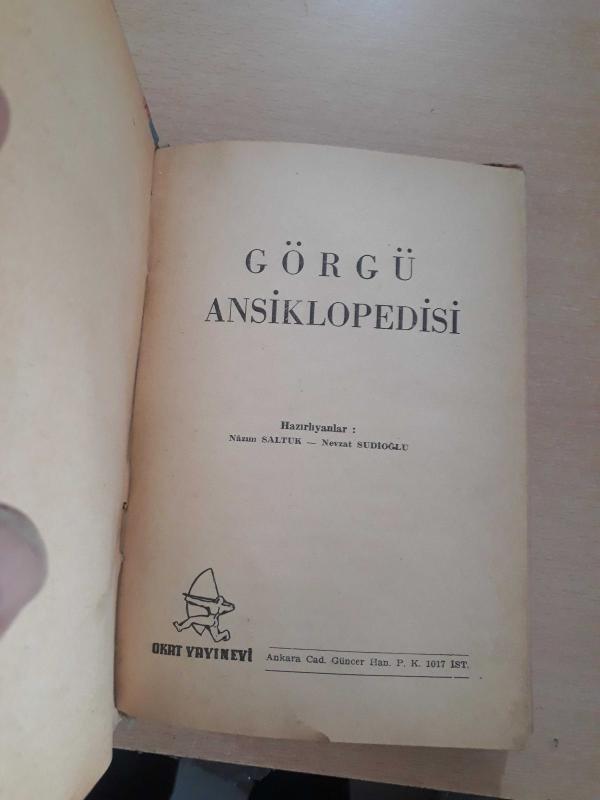 GÖRGÜ
ANSİKLOPEDİSİ
Hazırlıyanlar :
Nâzım SALTUK — Nevzat SUDİOĞLU
OKAT YAYINEVİ
Ankara Cad. Güncer Han. P. K. 1017 İST.